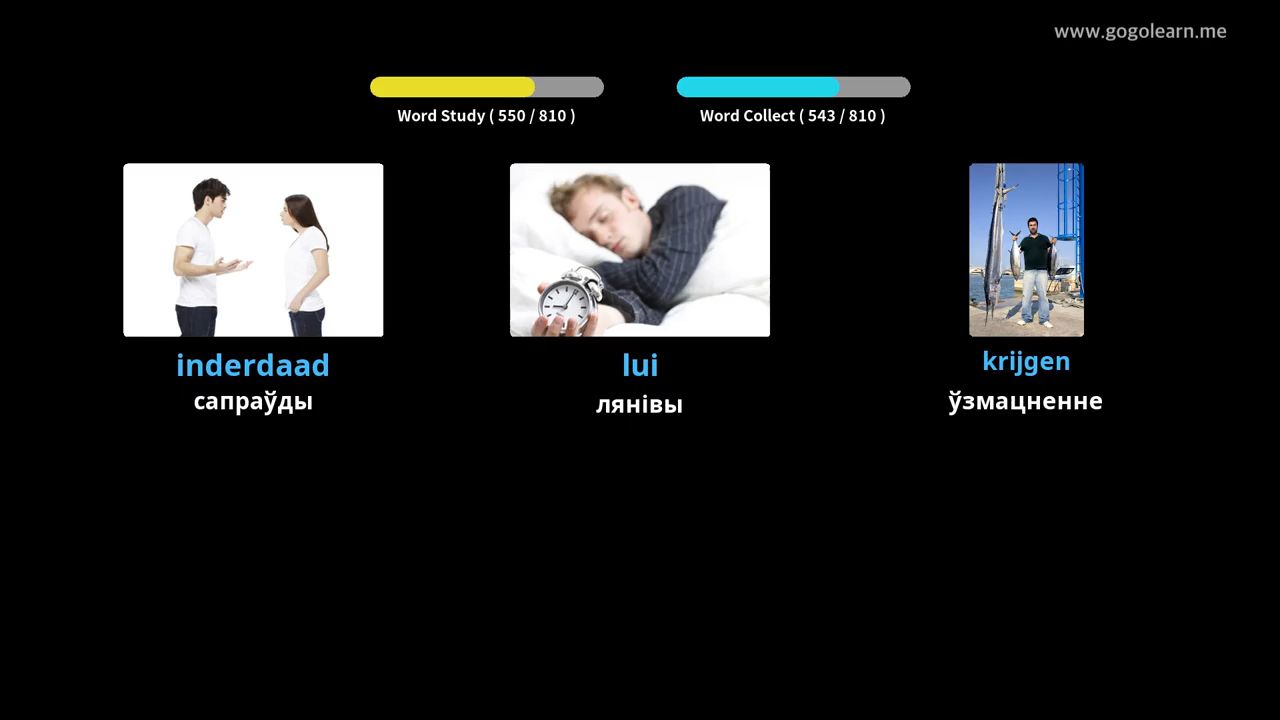 www.gogolearn.me
Word Study ( 550 / 810 )
Word Collect ( 543 / 810 )
inderdaad
lui
krijgen
сапраўды
лянівы
ўзмацненне